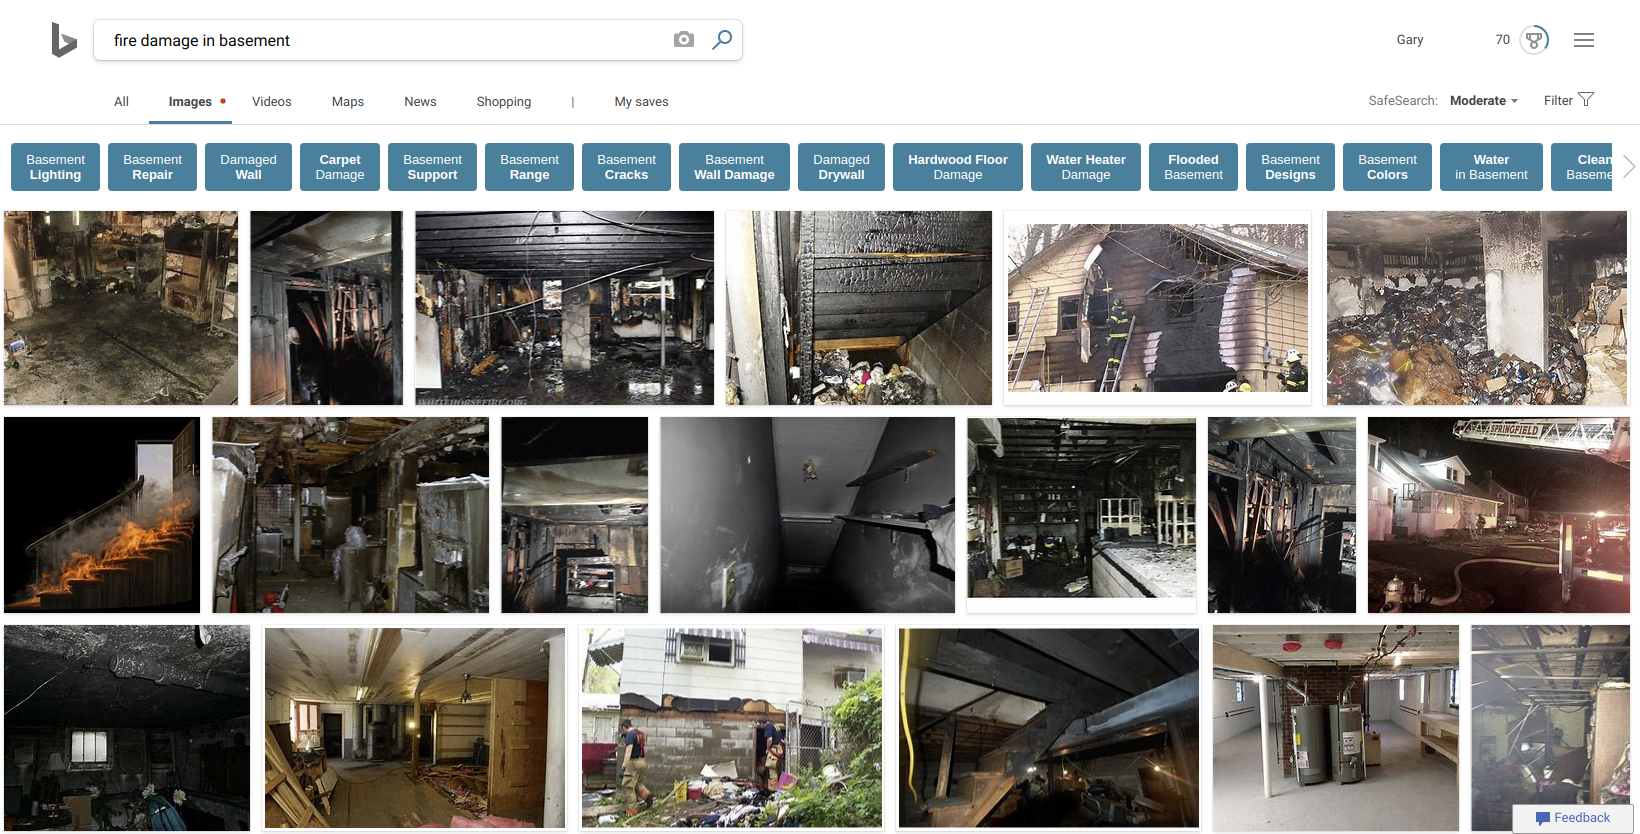 fire damage in basement
Gary
70
All
Images
Videos
Maps
News
Shopping
|
My saves
SafeSearch:
Moderate
Filter
Basement
Lighting
Basement
Repair
Damaged
Wall
Carpet
Damage
Basement
Support
Basement
Range
Basement
Cracks
Basement
Wall Damage
Damaged
Drywall
Hardwood Floor
Damage
Water Heater
Damage
Flooded
Basement
Basement
Designs
Basement
Colors
Water
in Basement
Clean
Baseme
WHITEHORSEFIRE.ORG
SPRINGFIELD
Feedback